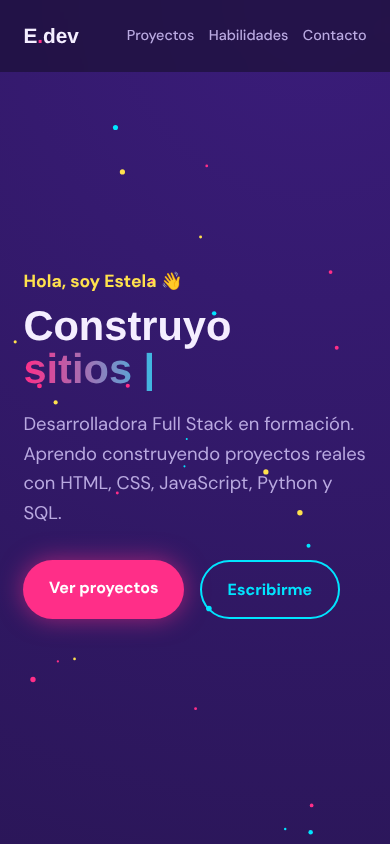 E.dev
Proyectos Habilidades Contacto
Hola, soy Estela 👋
Construyo
sitios |
Desarrolladora Full Stack en formación.
Aprendo construyendo proyectos reales
con HTML, CSS, JavaScript, Python y
SQL.
Ver proyectos
Escribirme